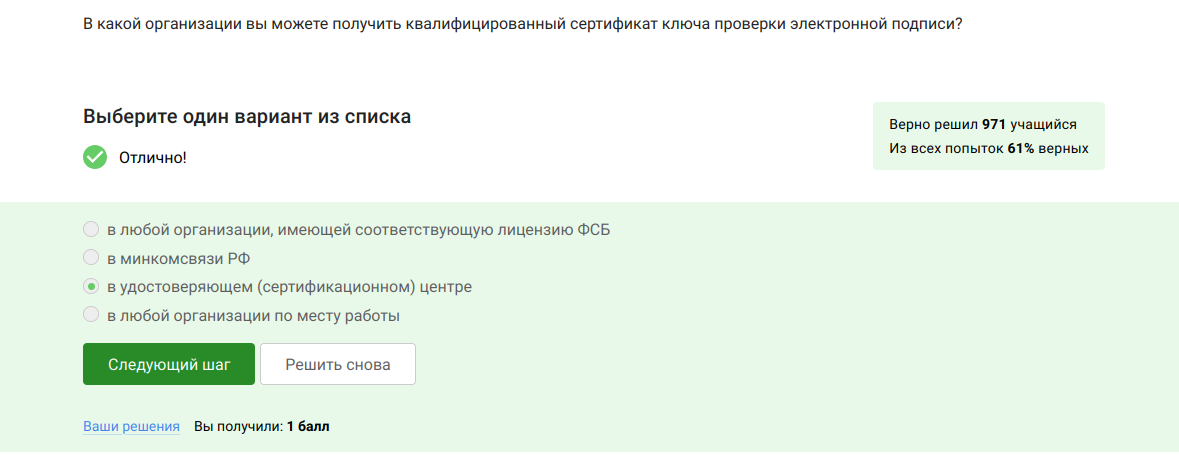 В какой организации вы можете получить квалифицированный сертификат ключа проверки электронной подписи?
Выберите один вариант из списка
Отлично!
Верно решил 971 учащийся
Из всех попыток 61% верных
в любой организации, имеющей соответствующую лицензию ФСБ
в минкомсвязи РФ
в удостоверяющем (сертификационном) центре
в любой организации по месту работы
Следующий шаг
Решить снова
Ваши решения Вы получили: 1 балл